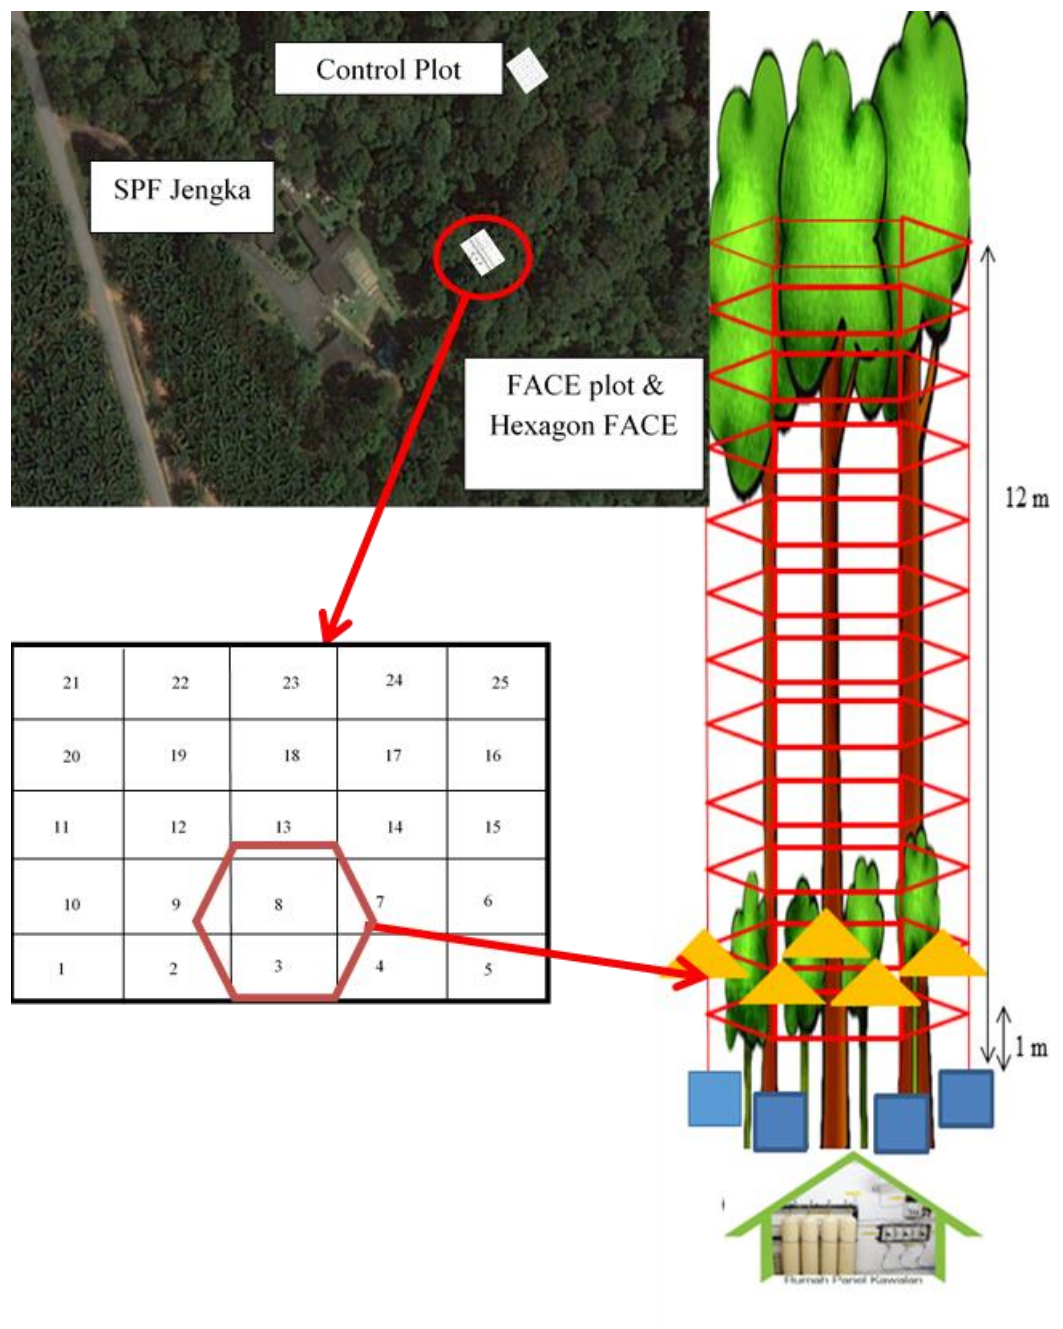 Control Plot
SPF Jengka
FACE plot &
Hexagon FACE
12 m
21 22 23 24 25
20 19 18 17 16
11 12 13 14 15
10 9 8 7 6
1 2 3 4 5
1 m
Rumah Panel Kawalan